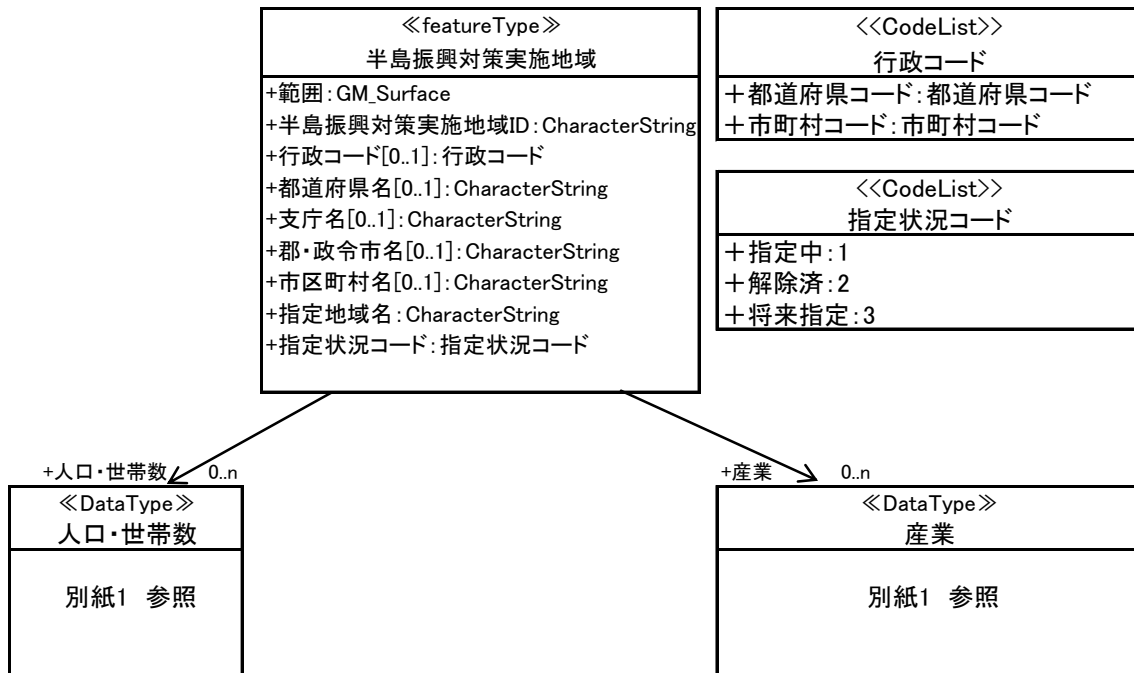 ≪featureType≫
半島振興対策実施地域
+範囲:GM_Surface
+半島振興対策実施地域ID:CharacterString
+行政コード[0..1]:行政コード
+都道府県名[0..1]:CharacterString
+支庁名[0..1]:CharacterString
+郡・政令市名[0..1]:CharacterString
+市区町村名[0..1]:CharacterString
+指定地域名:CharacterString
+指定状況コード:指定状況コード
<<CodeList>>
行政コード
+都道府県コード:都道府県コード
+市町村コード:市町村コード
<<CodeList>>
指定状況コード
+指定中:1
+解除済:2
+将来指定:3
+人口・世帯数 0..n
≪DataType≫
人口・世帯数
別紙1 参照
+産業 0..n
≪DataType≫
産業
別紙1 参照